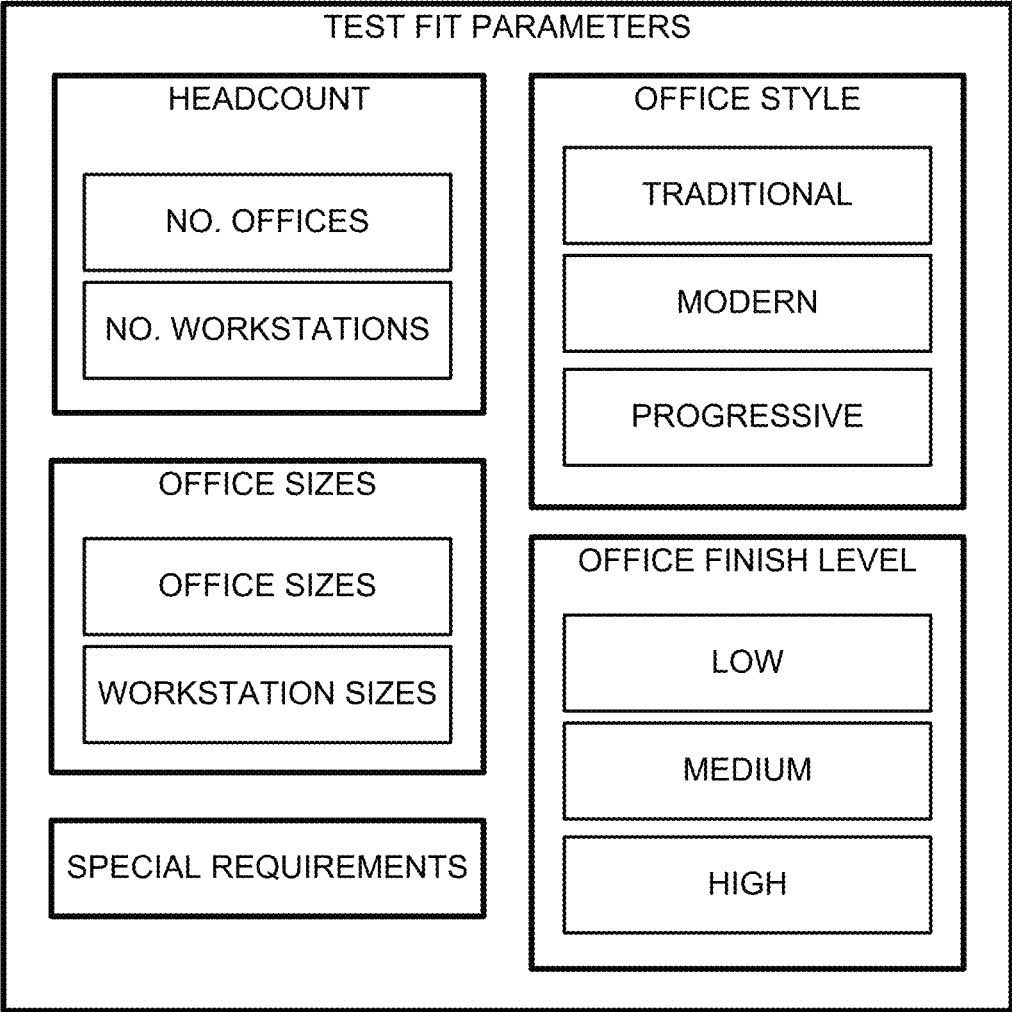 TEST FIT PARAMETERS
HEADCOUNT
NO. OFFICES
NO. WORKSTATIONS
OFFICE SIZES
OFFICE SIZES
WORKSTATION SIZES
SPECIAL REQUIREMENTS
OFFICE STYLE
TRADITIONAL
MODERN
PROGRESSIVE
OFFICE FINISH LEVEL
LOW
MEDIUM
HIGH